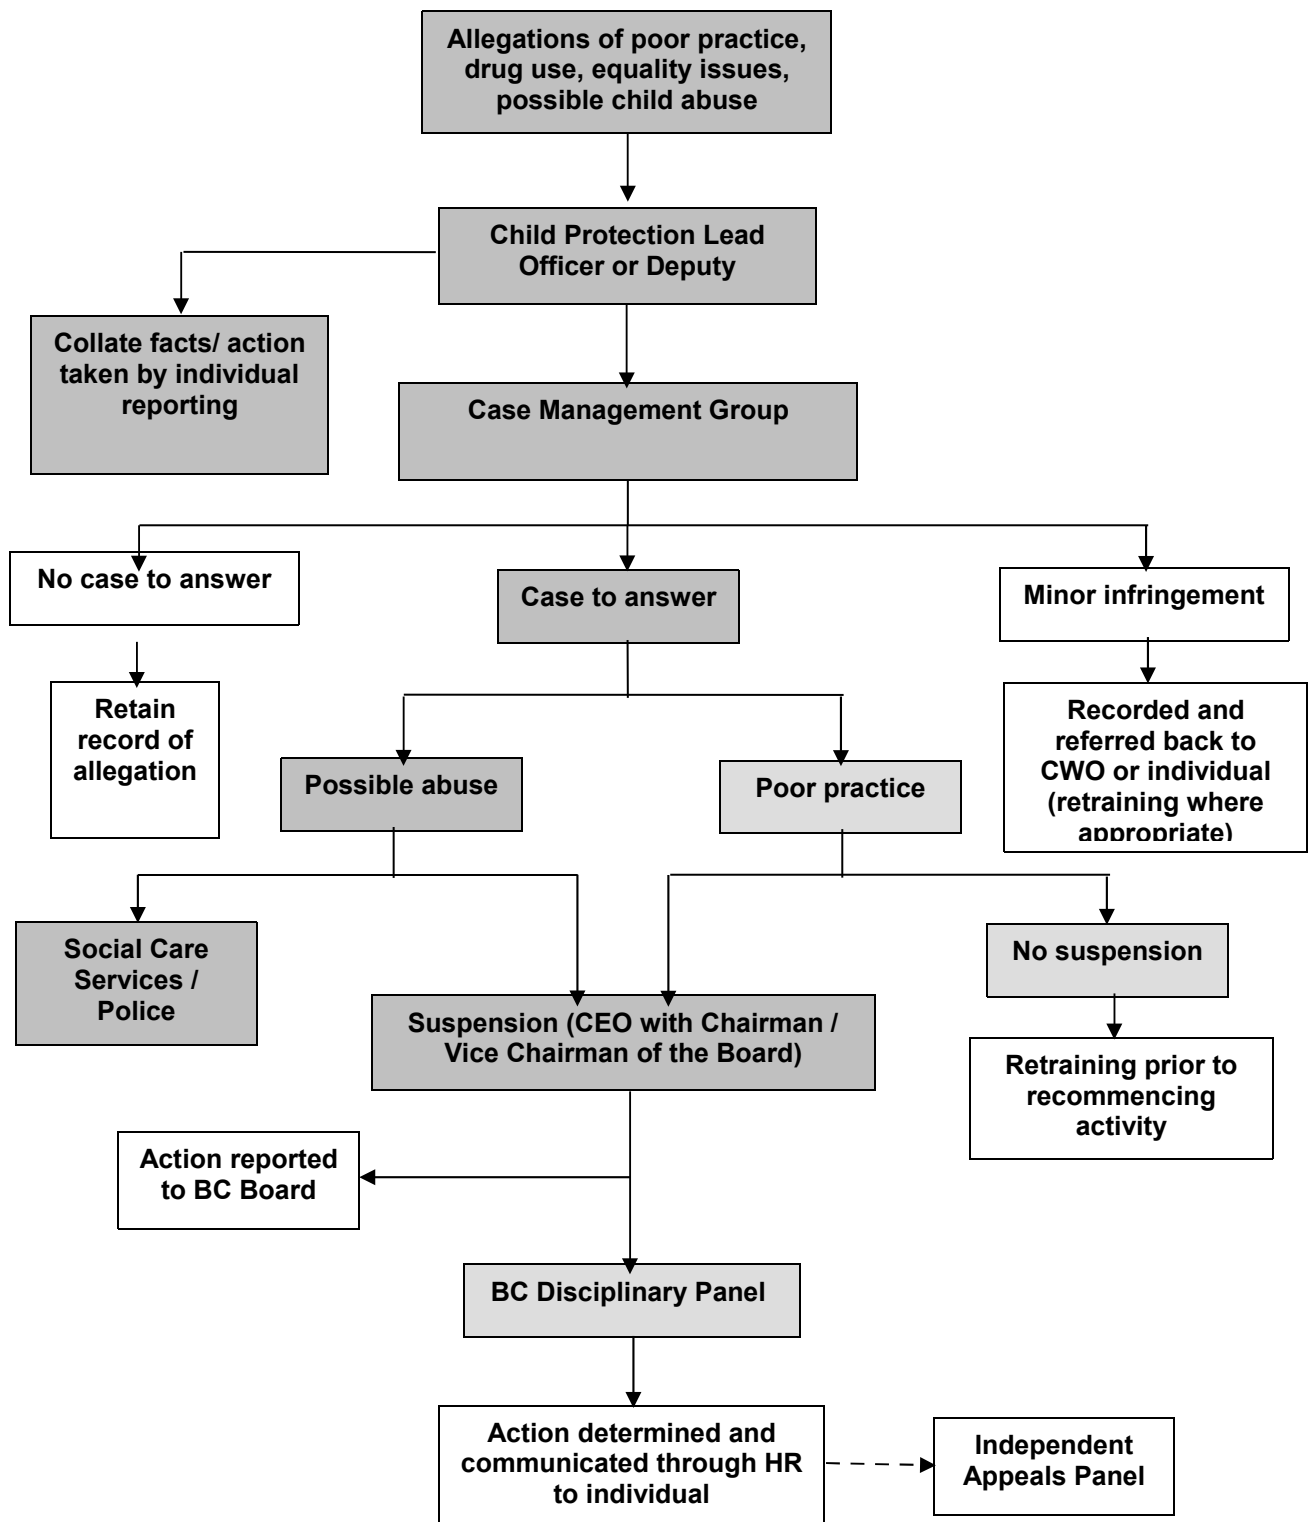 Allegations of poor practice,
drug use, equality issues,
possible child abuse
Child Protection Lead
Officer or Deputy
Collate facts/ action
taken by individual
reporting
Case Management Group
No case to answer
Case to answer
Minor infringement
Retain
record of
allegation
Recorded and
referred back to
CWO or individual
(retraining where
appropriate)
Possible abuse
Poor practice
Social Care
Services /
Police
No suspension
Suspension (CEO with Chairman /
Vice Chairman of the Board)
Retraining prior to
recommencing
activity
Action reported
to BC Board
BC Disciplinary Panel
Action determined and
communicated through HR
to individual
Independent
Appeals Panel